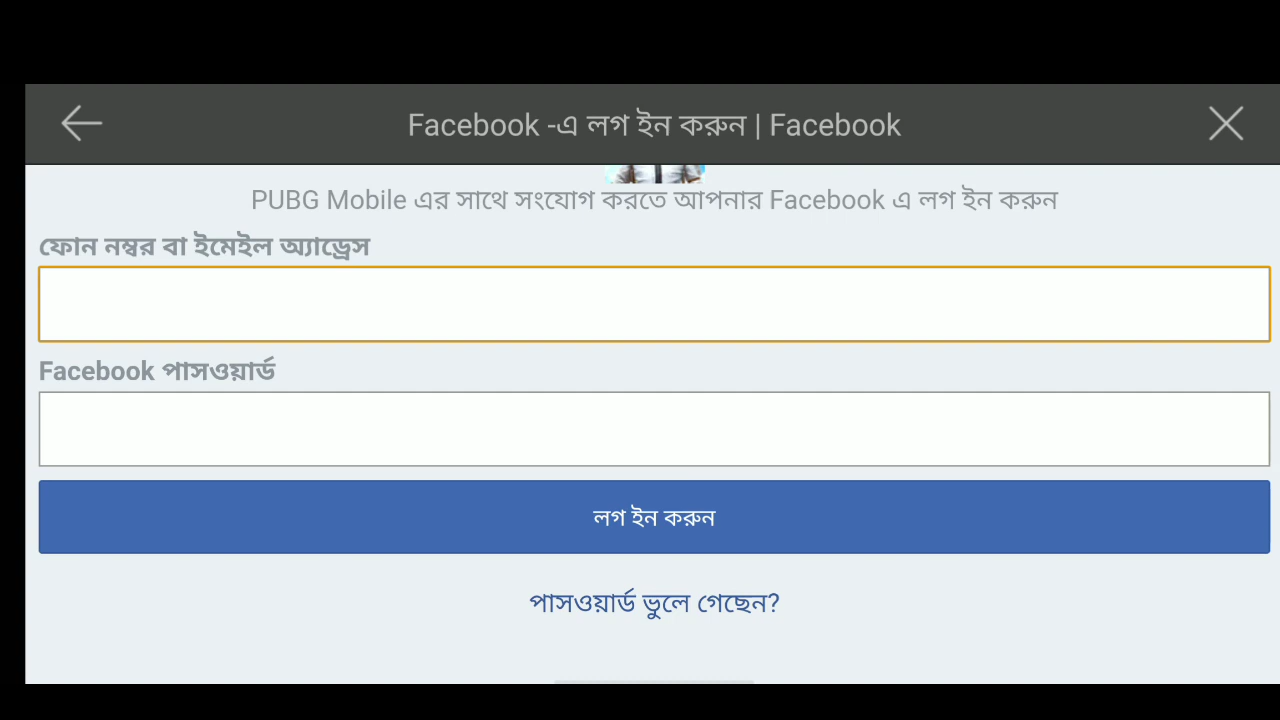 Facebook -এ লগ ইন করুন | Facebook
PUBG Mobile এর সাথে সংযোগ করতে আপনার Facebook এ লগ ইন করুন
ফোন নম্বর বা ইমেইল অ্যাড্রেস
Facebook পাসওয়ার্ড
লগ ইন করুন
পাসওয়ার্ড ভুলে গেছেন?